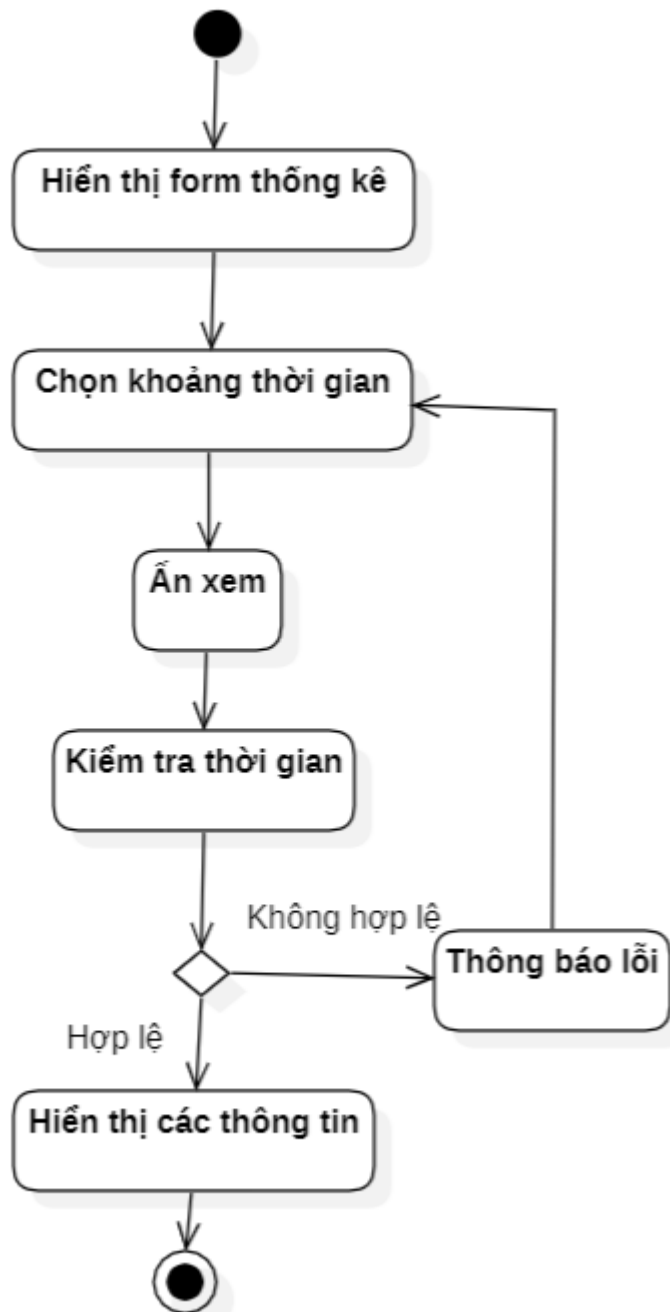 Hiển thị form thống kê
Chọn khoảng thời gian
Ấn xem
Kiểm tra thời gian
Không hợp lệ
Thông báo lỗi
Hợp lệ
Hiển thị các thông tin